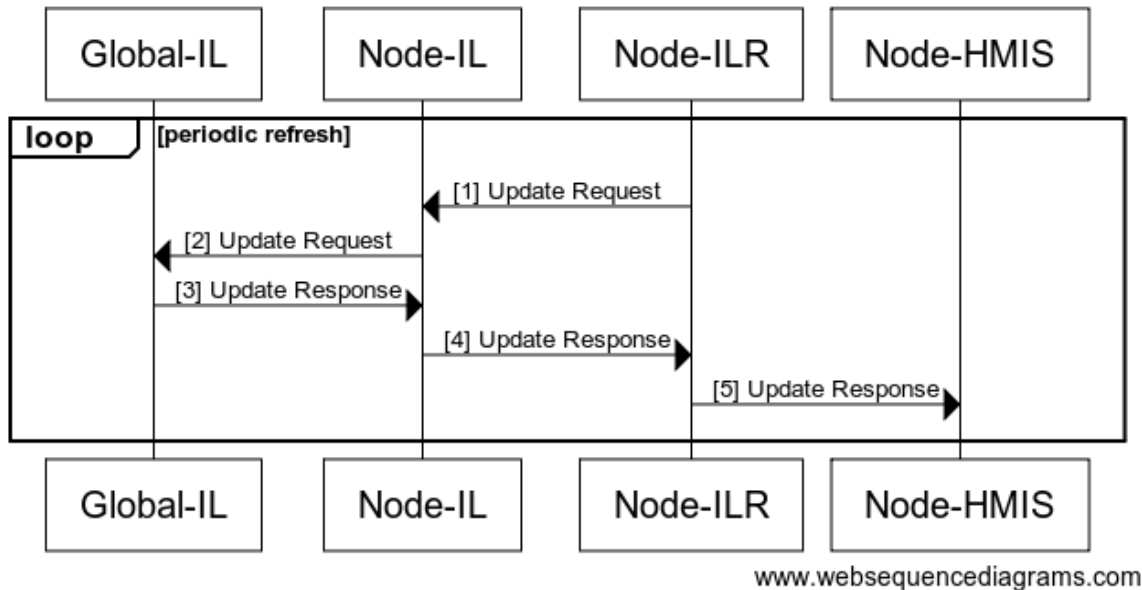 Global-IL
Node-IL
Node-ILR
Node-HMIS
loop
[periodic refresh]
[1] Update Request
[2] Update Request
[3] Update Response
[4] Update Response
[5] Update Response
Global-IL
Node-IL
Node-ILR
Node-HMIS
www.websequencediagrams.com